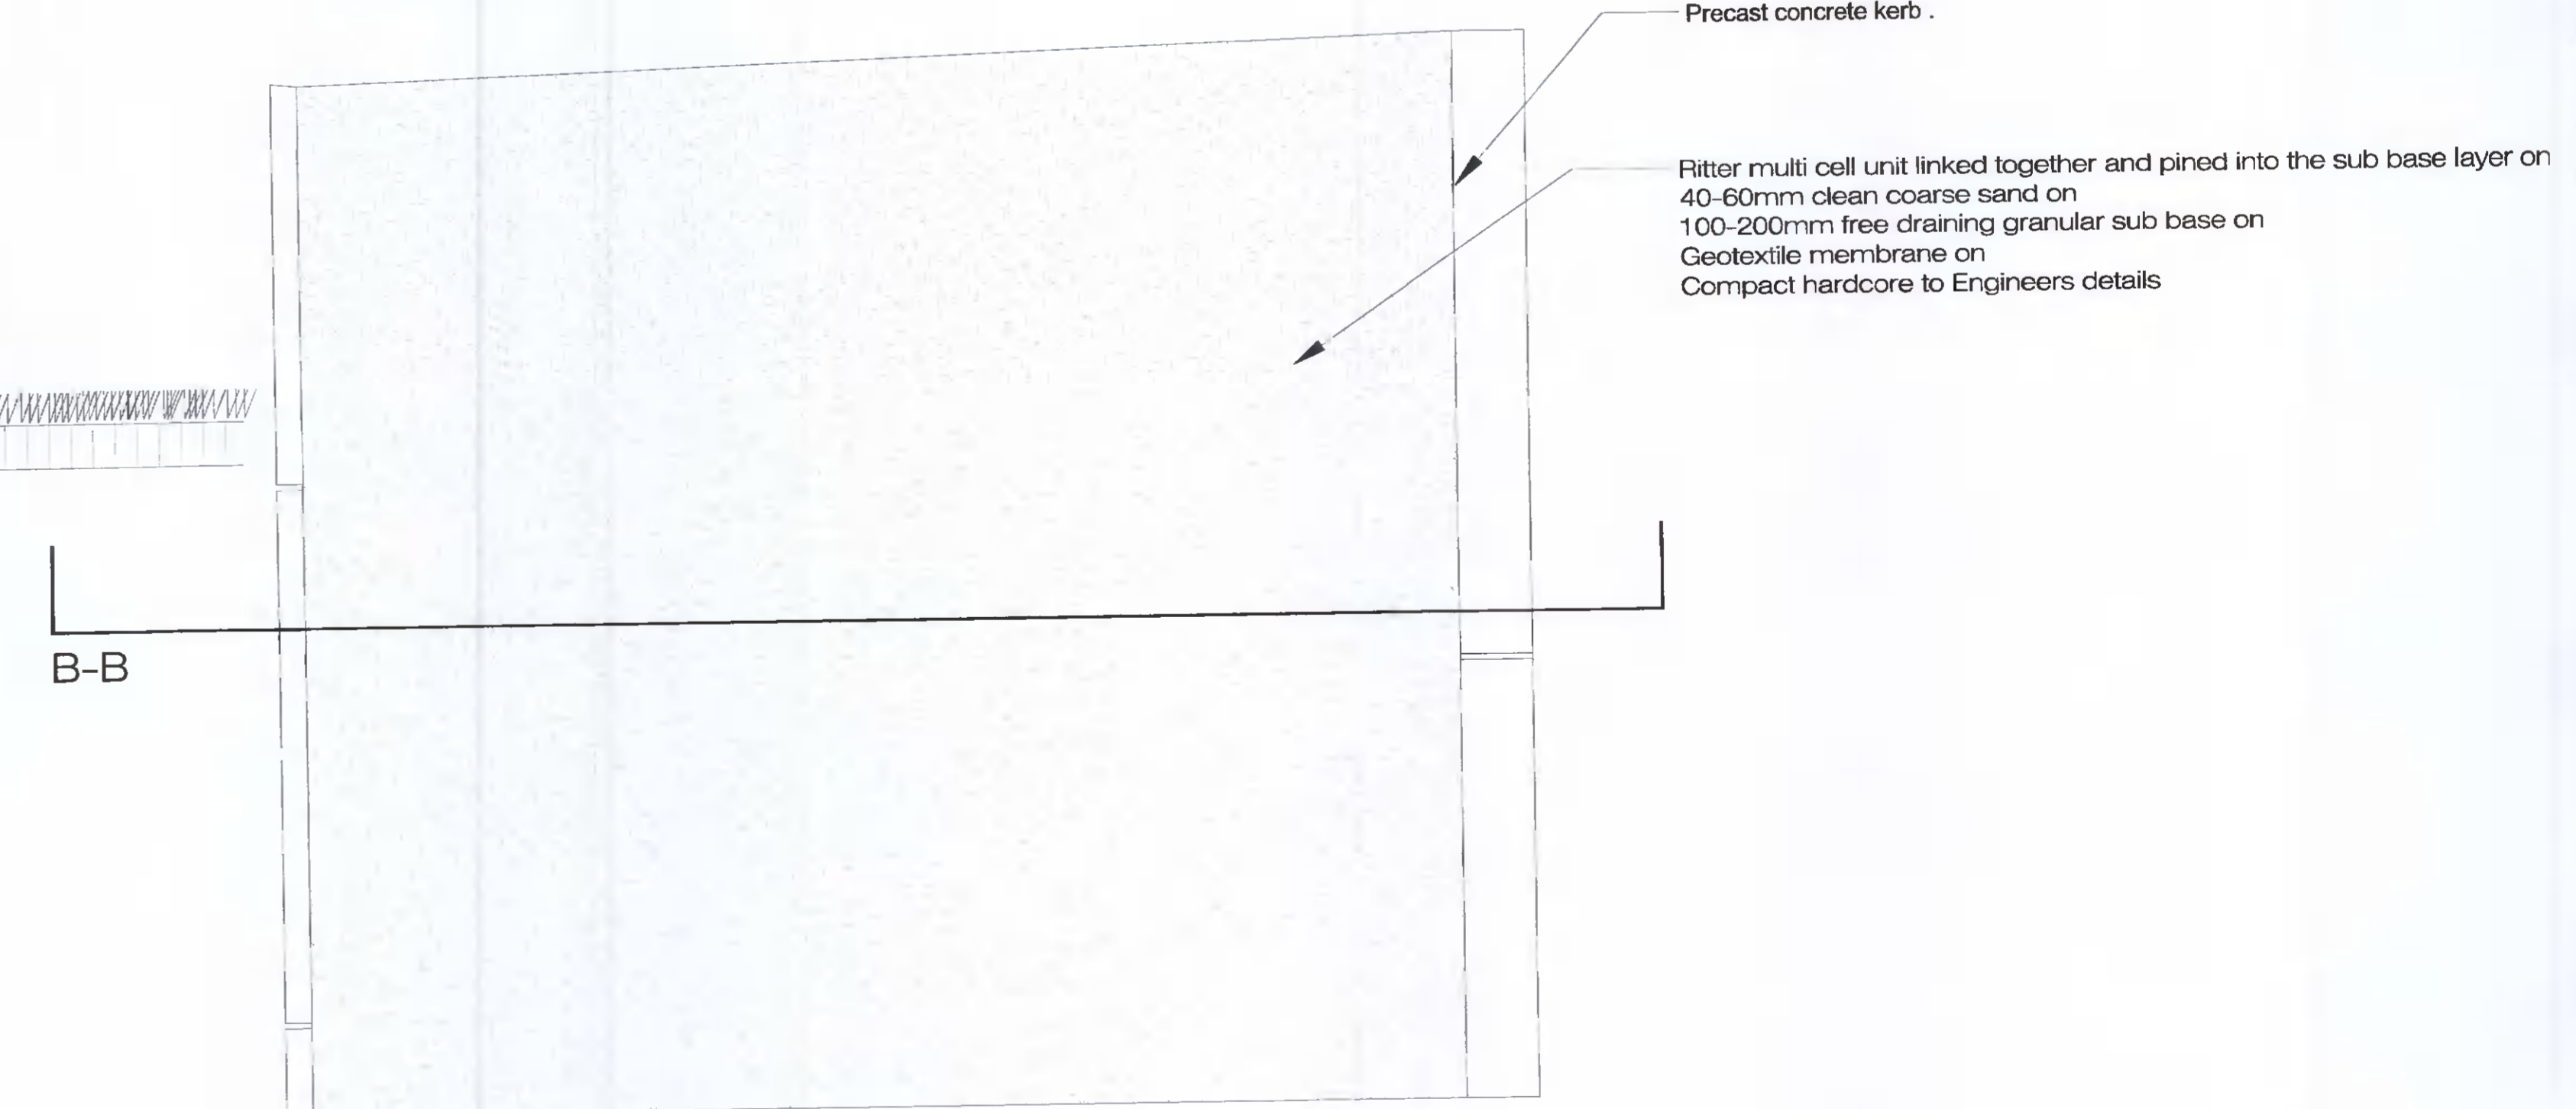 Precast concrete kerb .
Ritter multi cell unit linked together and pined into the sub base layer on
40-60mm clean coarse sand on
100-200mm free draining granular sub base on
Geotextile membrane on
Compact hardcore to Engineers details
B-B